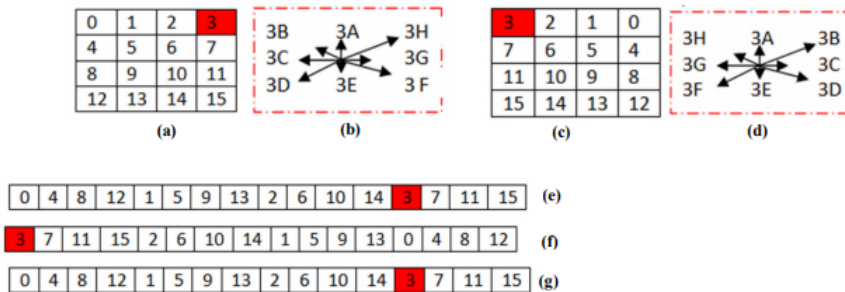 0 1 2 3
4 5 6 7
8 9 10 11
12 13 14 15
(a)
3B 3A 3H
3C 3G
3D 3E 3 F
(b)
3 2 1 0
7 6 5 4
11 10 9 8
15 14 13 12
(c)
3H 3A 3B
3G 3C
3F 3E 3D
(d)
0 4 8 12 1 5 9 13 2 6 10 14 3 7 11 15 (e)
3 7 11 15 2 6 10 14 1 5 9 13 0 4 8 12 (f)
0 4 8 12 1 5 9 13 2 6 10 14 3 7 11 15 (g)